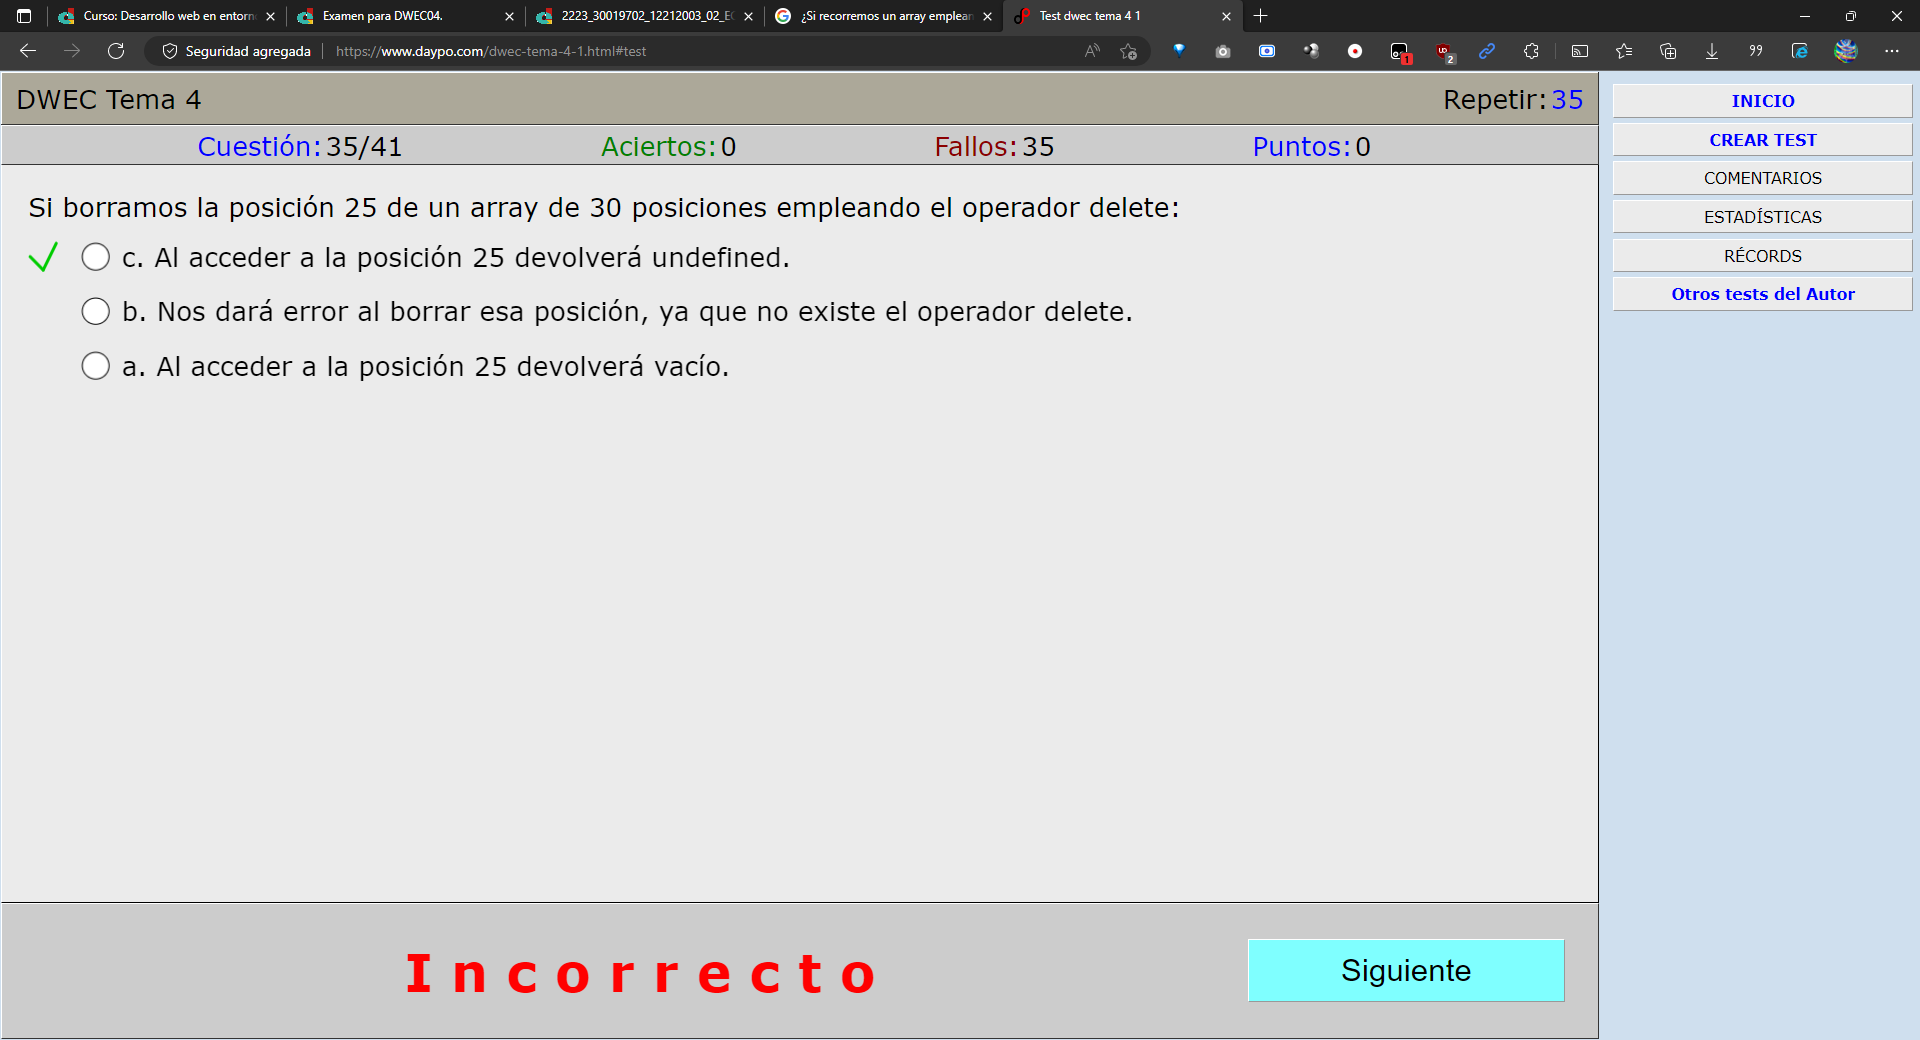 Curso: Desarrollo web en entorn
Examen para DWEC04.
2223_30019702_12212003_02_EC
¿Si recorremos un array emplean
Test dwec tema 4 1
Seguridad agregada
https://www.daypo.com/dwec-tema-4-1.html#test
1
2
DWEC Tema 4
Repetir: 35
Cuestión: 35/41
Aciertos: 0
Fallos: 35
Puntos: 0
Si borramos la posición 25 de un array de 30 posiciones empleando el operador delete:
c. Al acceder a la posición 25 devolverá undefined.
b. Nos dará error al borrar esa posición, ya que no existe el operador delete.
a. Al acceder a la posición 25 devolverá vacío.
Incorrecto
Siguiente
INICIO
CREAR TEST
COMENTARIOS
ESTADÍSTICAS
RÉCORDS
Otros tests del Autor